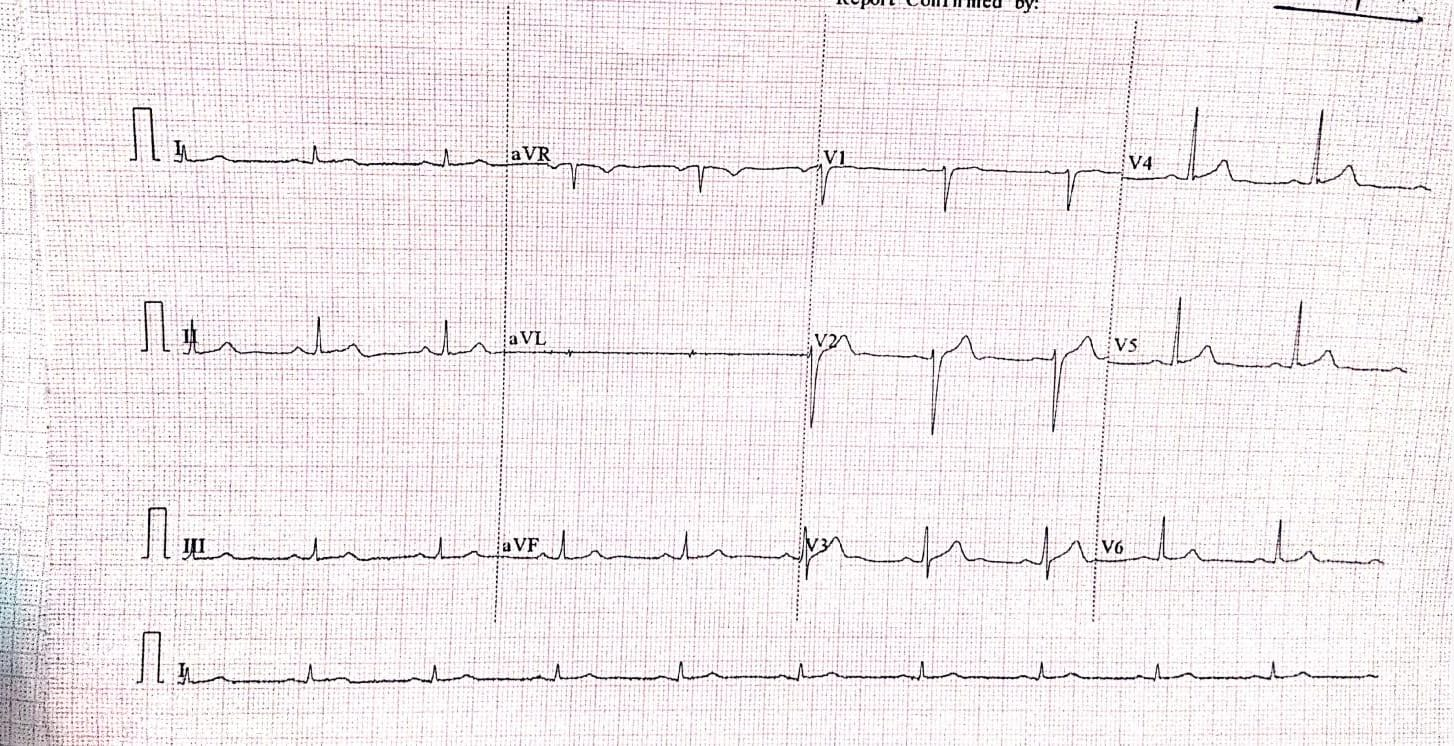 Report Confirmed by:
I aVR V1 V4
II aVL V2 V5
III aVF V3 V6
I